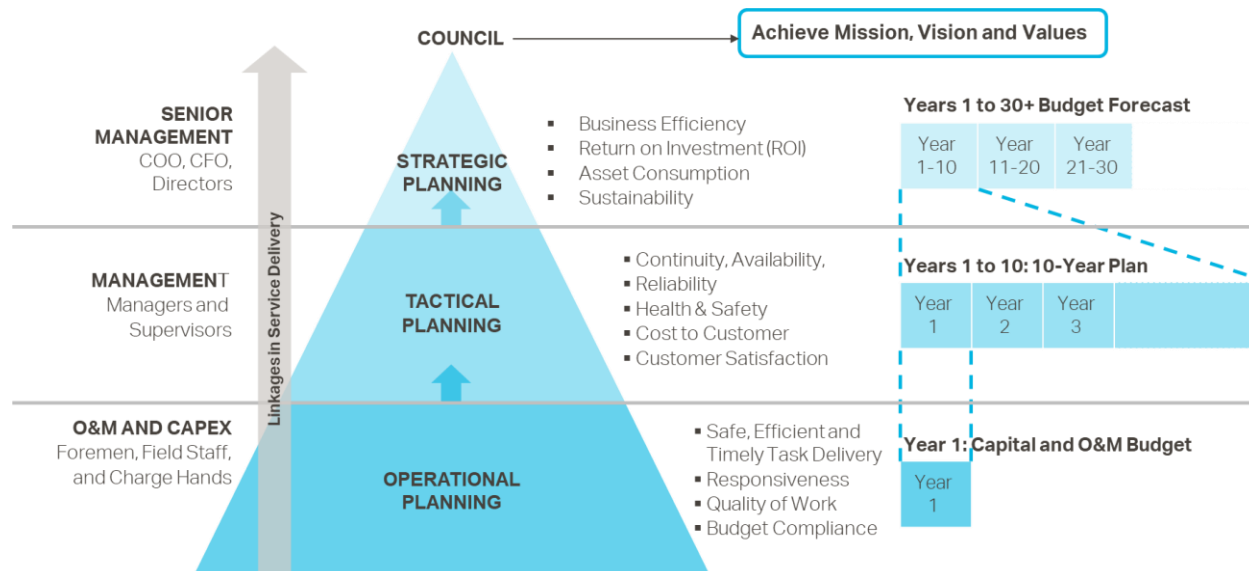 COUNCIL
Achieve Mission, Vision and Values
Linkagesin Service Delivery
SENIOR
MANAGEMENT
COO, CFO,
Directors
STRATEGIC
PLANNING
▪ Business Efficiency
▪ Return on Investment (ROI)
▪ Asset Consumption
▪ Sustainability
Years 1 to 30+ Budget Forecast
Year
1-10
Year
11-20
Year
21-30
MANAGEMENT
Managers and
Supervisors
TACTICAL
PLANNING
▪ Continuity, Availability,
▪ Reliability
▪ Health & Safety
▪ Cost to Customer
▪ Customer Satisfaction
Years 1 to 10: 10-Year Plan
Year
1
Year
2
Year
3
O&M AND CAPEX
Foremen, Field Staff,
and Charge Hands
OPERATIONAL
PLANNING
▪ Safe, Efficient and
Timely Task Delivery
▪ Responsiveness
▪ Quality of Work
▪ Budget Compliance
Year 1: Capital and O&M Budget
Year
1